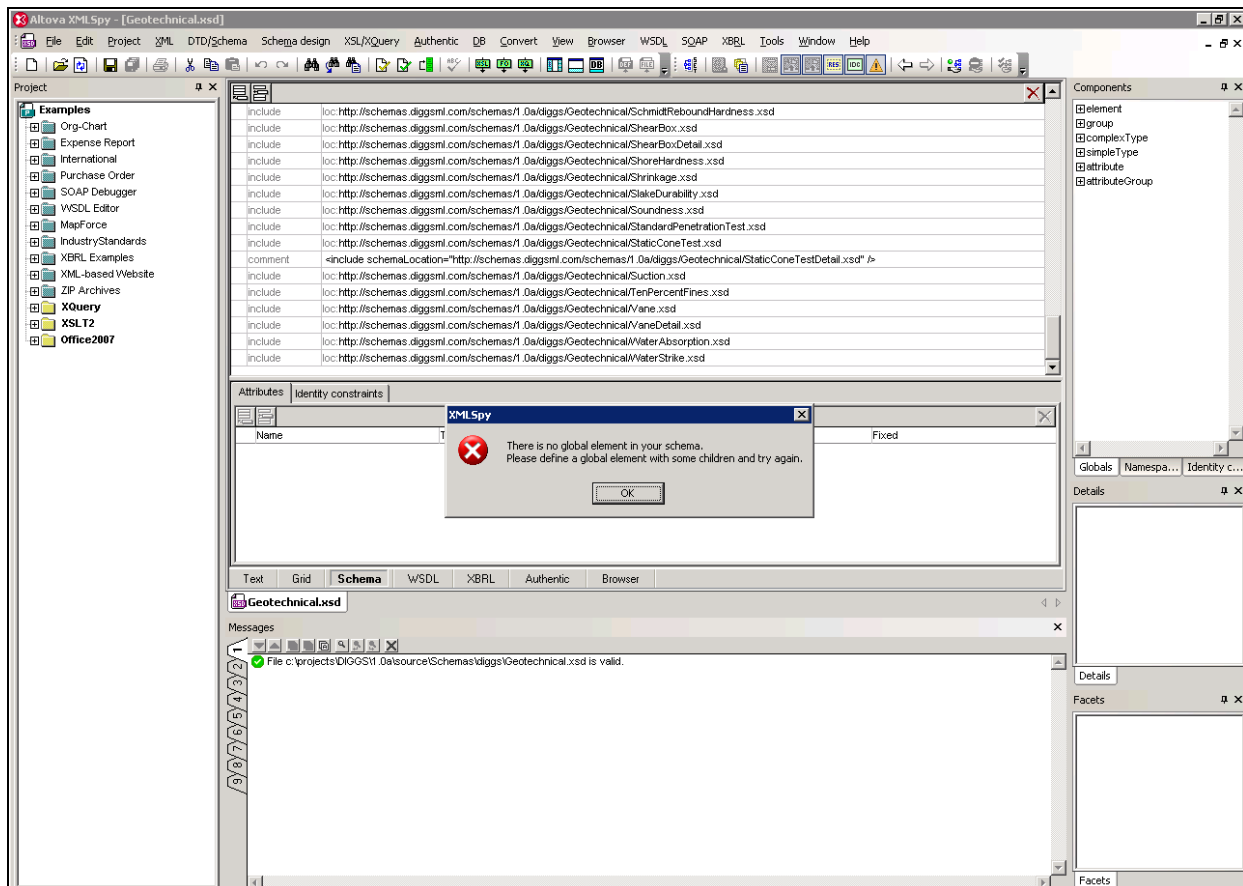 Altova XMLSpy - [Geotechnical.xsd]
File Edit Project XML DTD/Schema Schema design XSL/XQuery Authentic DB Convert View Browser WSDL SOAP XBRL Tools Window Help
Project
Examples
Org-Chart
Expense Report
International
Purchase Order
SOAP Debugger
WSDL Editor
MapForce
IndustryStandards
XBRL Examples
XML-based Website
ZIP Archives
XQuery
XSLT2
Office2007
include loc:http://schemas.diggsml.com/schemas/1.0a/diggs/Geotechnical/SchmidtReboundHardness.xsd
include loc:http://schemas.diggsml.com/schemas/1.0a/diggs/Geotechnical/ShearBox.xsd
include loc:http://schemas.diggsml.com/schemas/1.0a/diggs/Geotechnical/ShearBoxDetail.xsd
include loc:http://schemas.diggsml.com/schemas/1.0a/diggs/Geotechnical/ShoreHardness.xsd
include loc:http://schemas.diggsml.com/schemas/1.0a/diggs/Geotechnical/Shrinkage.xsd
include loc:http://schemas.diggsml.com/schemas/1.0a/diggs/Geotechnical/SlakeDurability.xsd
include loc:http://schemas.diggsml.com/schemas/1.0a/diggs/Geotechnical/Soundness.xsd
include loc:http://schemas.diggsml.com/schemas/1.0a/diggs/Geotechnical/StandardPenetrationTest.xsd
include loc:http://schemas.diggsml.com/schemas/1.0a/diggs/Geotechnical/StaticConeTest.xsd
comment <include schemaLocation="http://schemas.diggsml.com/schemas/1.0a/diggs/Geotechnical/StaticConeTestDetail.xsd" />
include loc:http://schemas.diggsml.com/schemas/1.0a/diggs/Geotechnical/Suction.xsd
include loc:http://schemas.diggsml.com/schemas/1.0a/diggs/Geotechnical/TenPercentFines.xsd
include loc:http://schemas.diggsml.com/schemas/1.0a/diggs/Geotechnical/Vane.xsd
include loc:http://schemas.diggsml.com/schemas/1.0a/diggs/Geotechnical/VaneDetail.xsd
include loc:http://schemas.diggsml.com/schemas/1.0a/diggs/Geotechnical/WaterAbsorption.xsd
include loc:http://schemas.diggsml.com/schemas/1.0a/diggs/Geotechnical/WaterStrike.xsd
Attributes Identity constraints
Name Fixed
XMLSpy
There is no global element in your schema.
Please define a global element with some children and try again.
OK
Text Grid Schema WSDL XBRL Authentic Browser
Geotechnical.xsd
Messages
File c:\projects\DIGGS\1.0a\source\Schemas\diggs\Geotechnical.xsd is valid.
1
2
3
4
5
6
7
8
9
Components
element
group
complexType
simpleType
attribute
attributeGroup
Globals Namespa... Identity c...
Details
Details
Facets
Facets